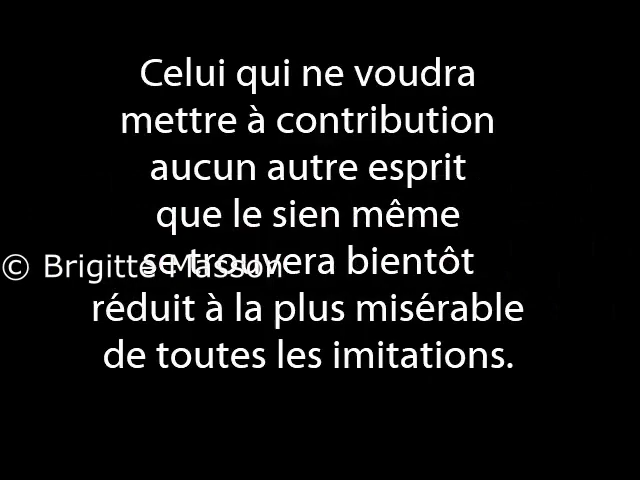 Celui qui ne voudra
mettre à contribution
aucun autre esprit
que le sien même
se trouvera bientôt
© Brigitte Masson
réduit à la plus misérable
de toutes les imitations.